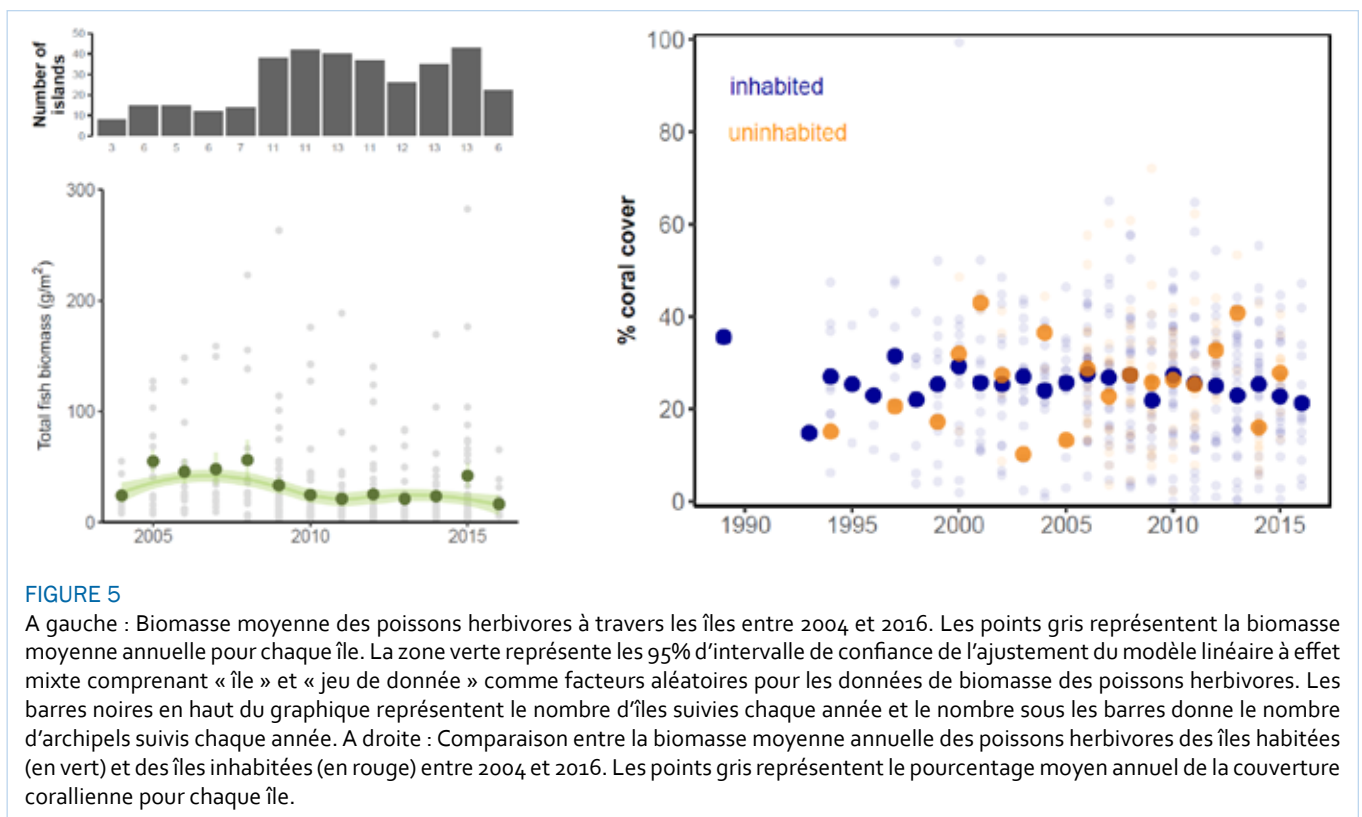 Number of
islands
50
40
30
20
10
0
3 6 5 6 7 11 11 13 11 12 13 13 6
Total fish biomass (g/m²)
300
200
100
0
2005 2010 2015
% coral cover
100
80
60
40
20
0
inhabited
uninhabited
1990 1995 2000 2005 2010 2015
FIGURE 5
A gauche : Biomasse moyenne des poissons herbivores à travers les îles entre 2004 et 2016. Les points gris représentent la biomasse
moyenne annuelle pour chaque île. La zone verte représente les 95% d’intervalle de confiance de l’ajustement du modèle linéaire à effet
mixte comprenant « île » et « jeu de donnée » comme facteurs aléatoires pour les données de biomasse des poissons herbivores. Les
barres noires en haut du graphique représentent le nombre d’îles suivies chaque année et le nombre sous les barres donne le nombre
d’archipels suivis chaque année. A droite : Comparaison entre la biomasse moyenne annuelle des poissons herbivores des îles habitées
(en vert) et des îles inhabitées (en rouge) entre 2004 et 2016. Les points gris représentent le pourcentage moyen annuel de la couverture
corallienne pour chaque île.